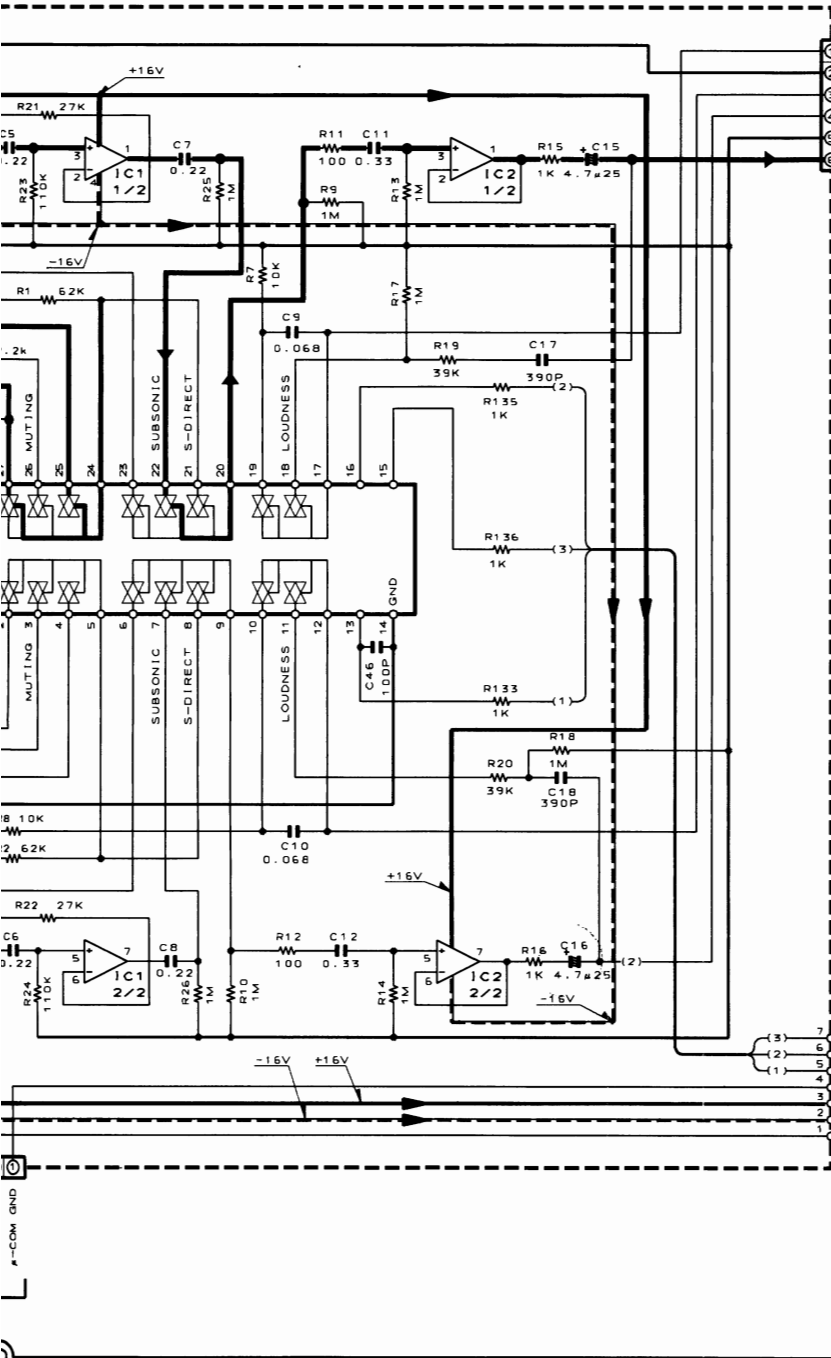 +16V
R21 27K
C5
.22
3
2
1
4
IC1
1/2
C7
0.22
R23
110K
R25
1M
R11
100
C11
0.33
R9
1M
R13
1M
3
2
1
IC2
1/2
R15
1K
C15
4.7µ25
-16V
R7
10K
R1
62K
C9
0.068
R17
1M
R19
39K
C17
390P
.2k
MUTING
SUBSONIC
S-DIRECT
LOUDNESS
R135
1K
(2)
26
25
24
23
22
21
20
19
18
17
16
15
R136
1K
(3)
GND
3
4
5
6
7
8
9
10
11
12
13
14
MUTING
SUBSONIC
S-DIRECT
LOUDNESS
C46
100P
R133
1K
(1)
R18
1M
R20
39K
C18
390P
8 10K
2 62K
C10
0.068
+16V
R22 27K
C6
0.22
5
6
7
IC1
2/2
C8
0.22
R24
110K
R26
1M
R10
1M
R12
100
C12
0.33
R14
1M
5
6
7
IC2
2/2
R16
1K
C16
4.7µ25
(2)
-16V
-16V
+16V
(3)
(2)
(1)
7
6
5
4
3
2
1
1
µ-COM GND